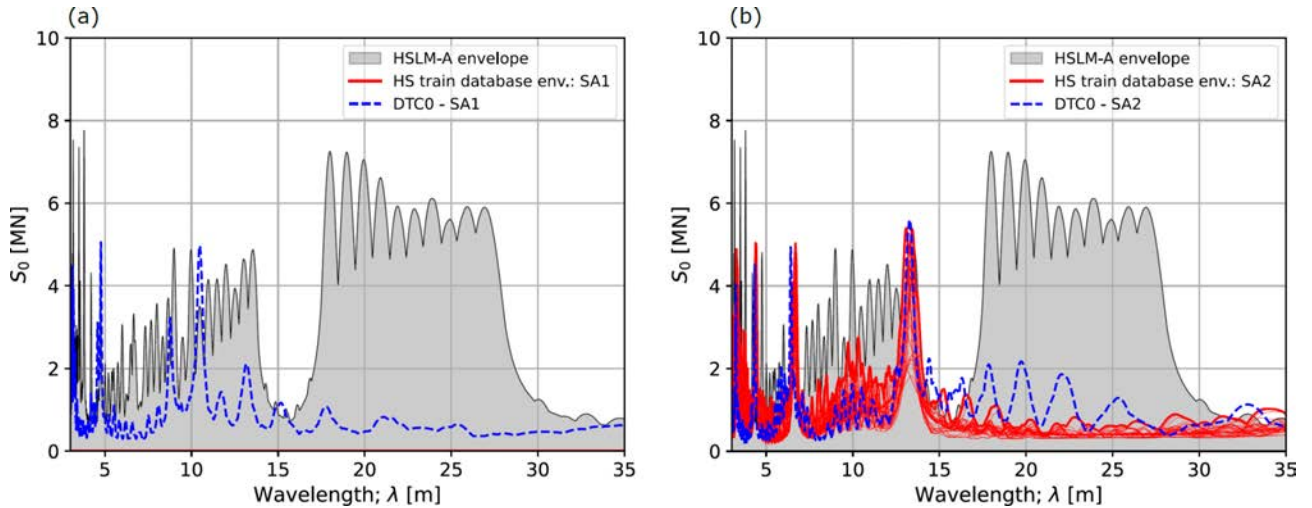 (a)
10
8
6
4
2
0
S₀ [MN]
HSLM-A envelope
HS train database env.: SA1
DTC0 - SA1
5
10
15
20
25
30
35
Wavelength; λ [m]
(b)
10
8
6
4
2
0
S₀ [MN]
HSLM-A envelope
HS train database env.: SA2
DTC0 - SA2
5
10
15
20
25
30
35
Wavelength; λ [m]